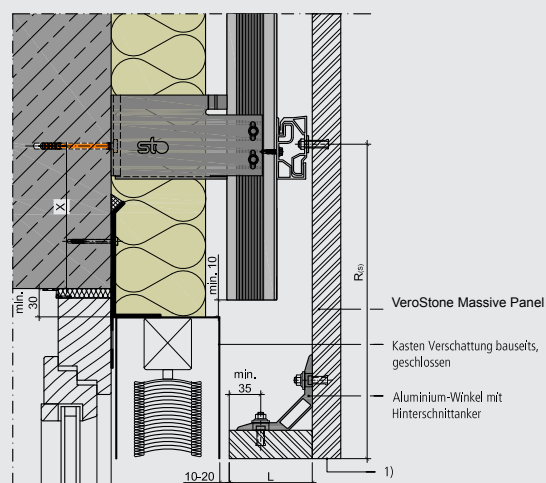 sto
X
min.
30
min. 10
R(S)
VeroStone Massive Panel
Kasten Verschattung bauseits,
geschlossen
min.
35
Aluminium-Winkel mit
Hinterschnittanker
10-20
L
1)